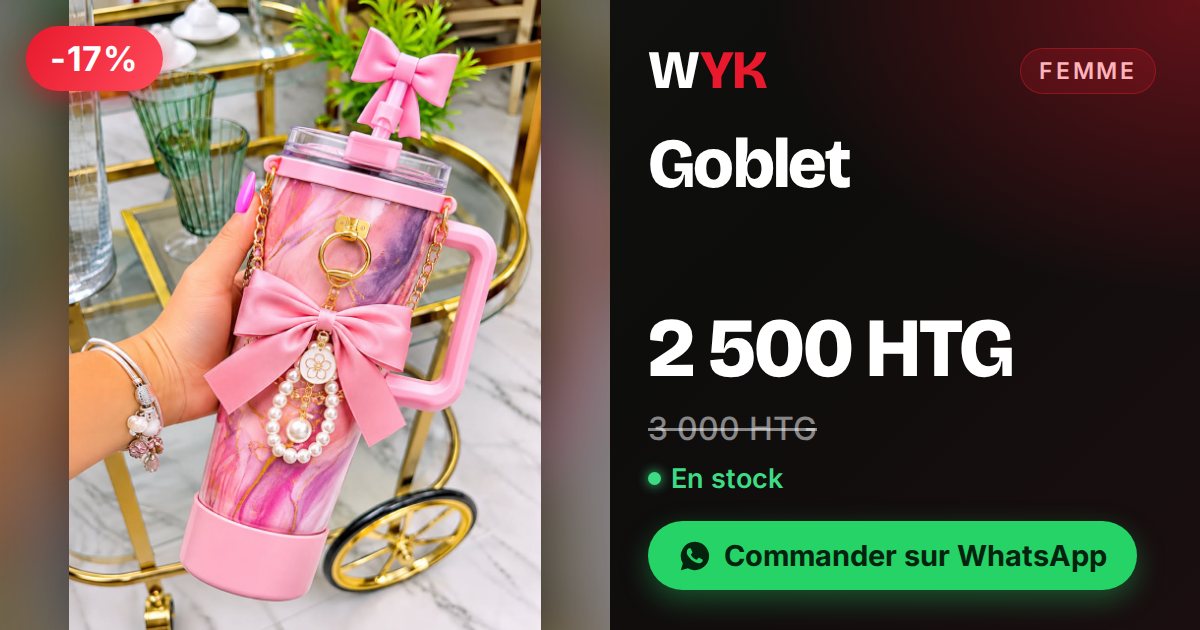 -17%
WYK
FEMME
Goblet
2 500 HTG
3 000 HTG
En stock
Commander sur WhatsApp